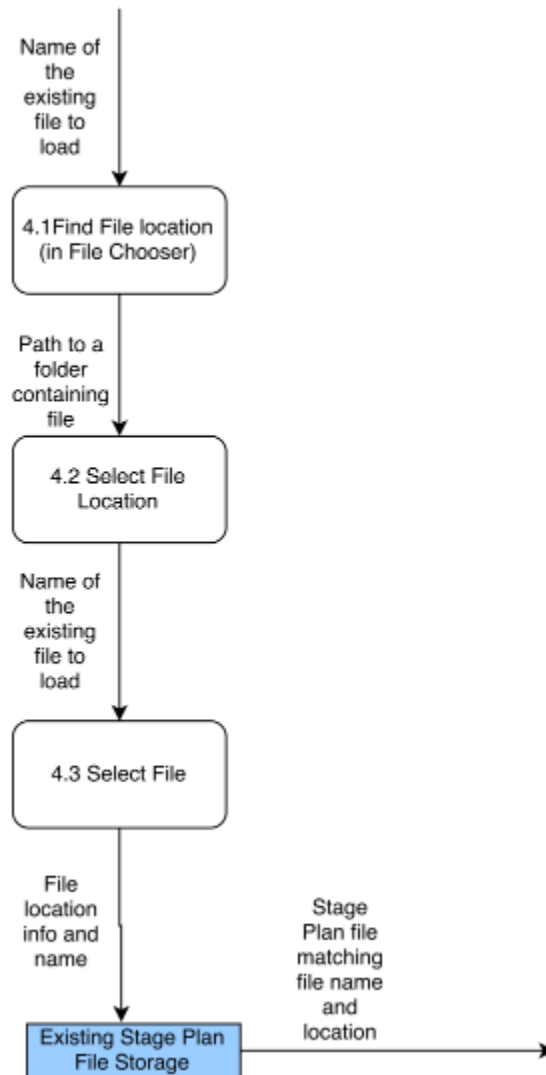 Name of
the
existing
file to
load
4.1Find File location
(in File Chooser)
Path to a
folder
containing
file
4.2 Select File
Location
Name of
the
existing
file to
load
4.3 Select File
File
location
info and
name
Stage
Plan file
matching
file name
and
location
Existing Stage Plan
File Storage